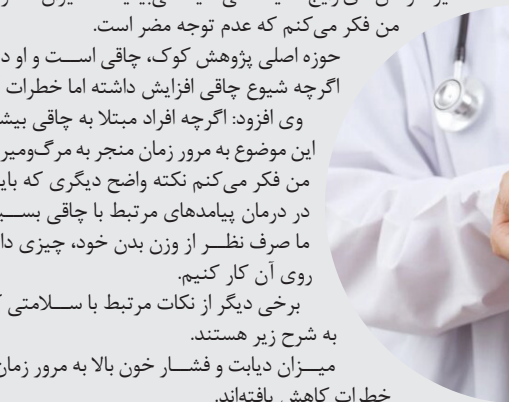 من فکر می‌کنم که عدم توجه مضر است.
حوزه اصلی پژوهش کوک، چاقی است و او د
اگرچه شیوع چاقی افزایش داشته اما خطرات
وی افزود: اگرچه افراد مبتلا به چاقی بیش
این موضوع به مرور زمان منجر به مرگ‌ومیر
من فکر می‌کنم نکته واضح دیگری که بای
در درمان پیامدهای مرتبط با چاقی بسی
ما صرف نظر از وزن بدن خود، چیزی دا
روی آن کار کنیم.
برخی دیگر از نکات مرتبط با سلامتی
به شرح زیر هستند.
میزان دیابت و فشار خون بالا به مرور زمان
خطرات کاهش یافته‌اند.